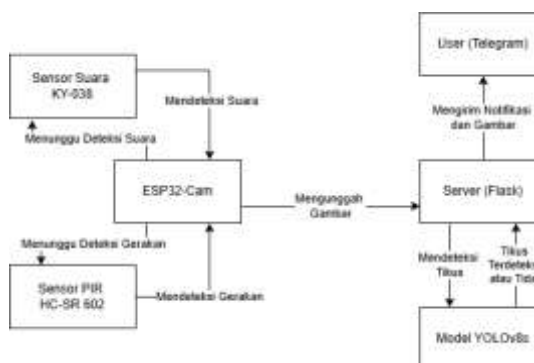 User (Telegram)
Sensor Suara
KY-038
Mendeteksi Suara
Mengirim Notifikasi
dan Gambar
Menunggu Deteksi Suara
ESP32-Cam
Mengunggah
Gambar
Server (Flask)
Menunggu Deteksi Gerakan
Mendeteksi
Tikus
Tikus
Terdeteksi
atau Tida
Sensor PIR
HC-SR 602
Mendeteksi Gerakan
Model YOLOv8s